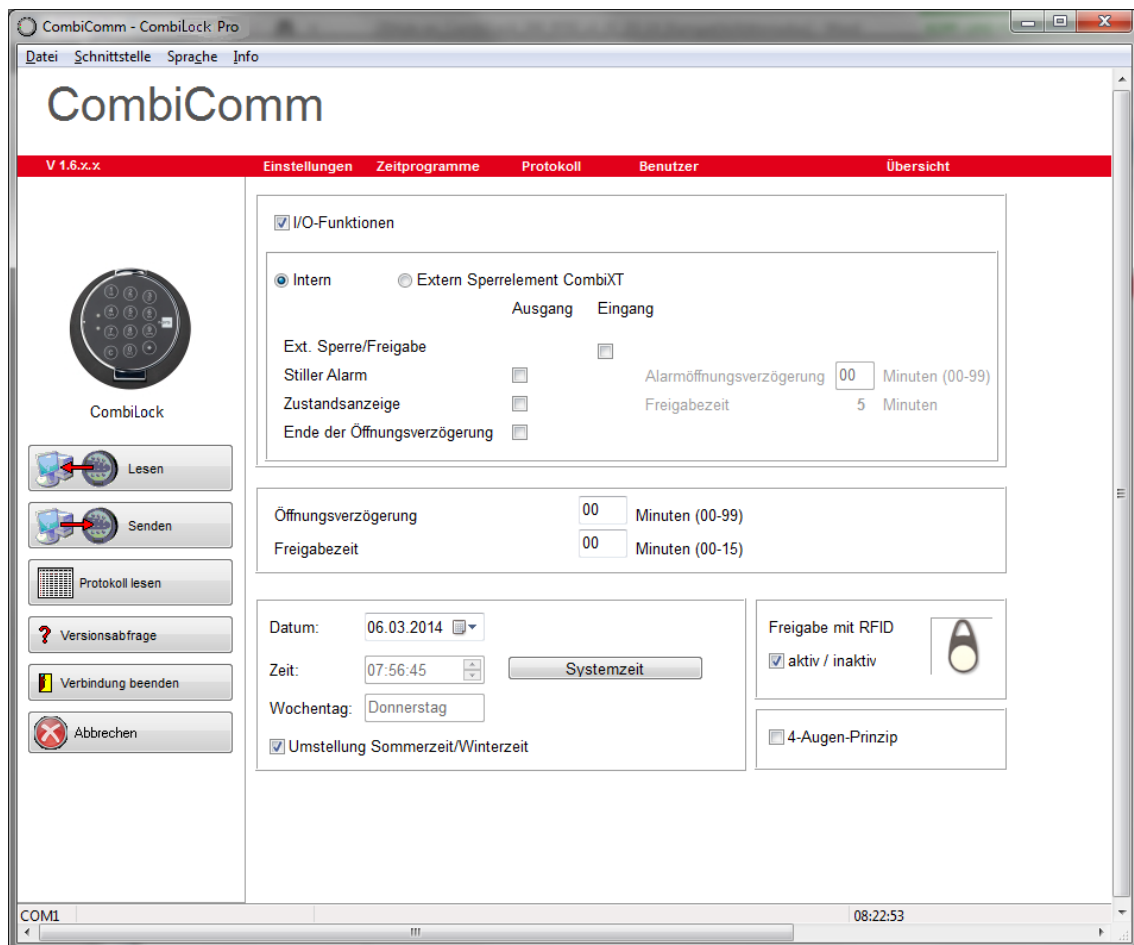 CombiComm - CombiLock Pro
Datei Schnittstelle Sprache Info
CombiComm
V 1.6.x.x Einstellungen Zeitprogramme Protokoll Benutzer Übersicht
I/O-Funktionen
Intern Extern Sperrelement CombiXT
Ausgang Eingang
Ext. Sperre/Freigabe
Stiller Alarm Alarmöffnungsverzögerung 00 Minuten (00-99)
Zustandsanzeige Freigabezeit 5 Minuten
Ende der Öffnungsverzögerung
CombiLock
Lesen
Senden
Protokoll lesen
Versionsabfrage
Verbindung beenden
Abbrechen
Öffnungsverzögerung 00 Minuten (00-99)
Freigabezeit 00 Minuten (00-15)
Datum: 06.03.2014
Zeit: 07:56:45 Systemzeit
Wochentag: Donnerstag
Umstellung Sommerzeit/Winterzeit
Freigabe mit RFID
aktiv / inaktiv
4-Augen-Prinzip
COM1 08:22:53